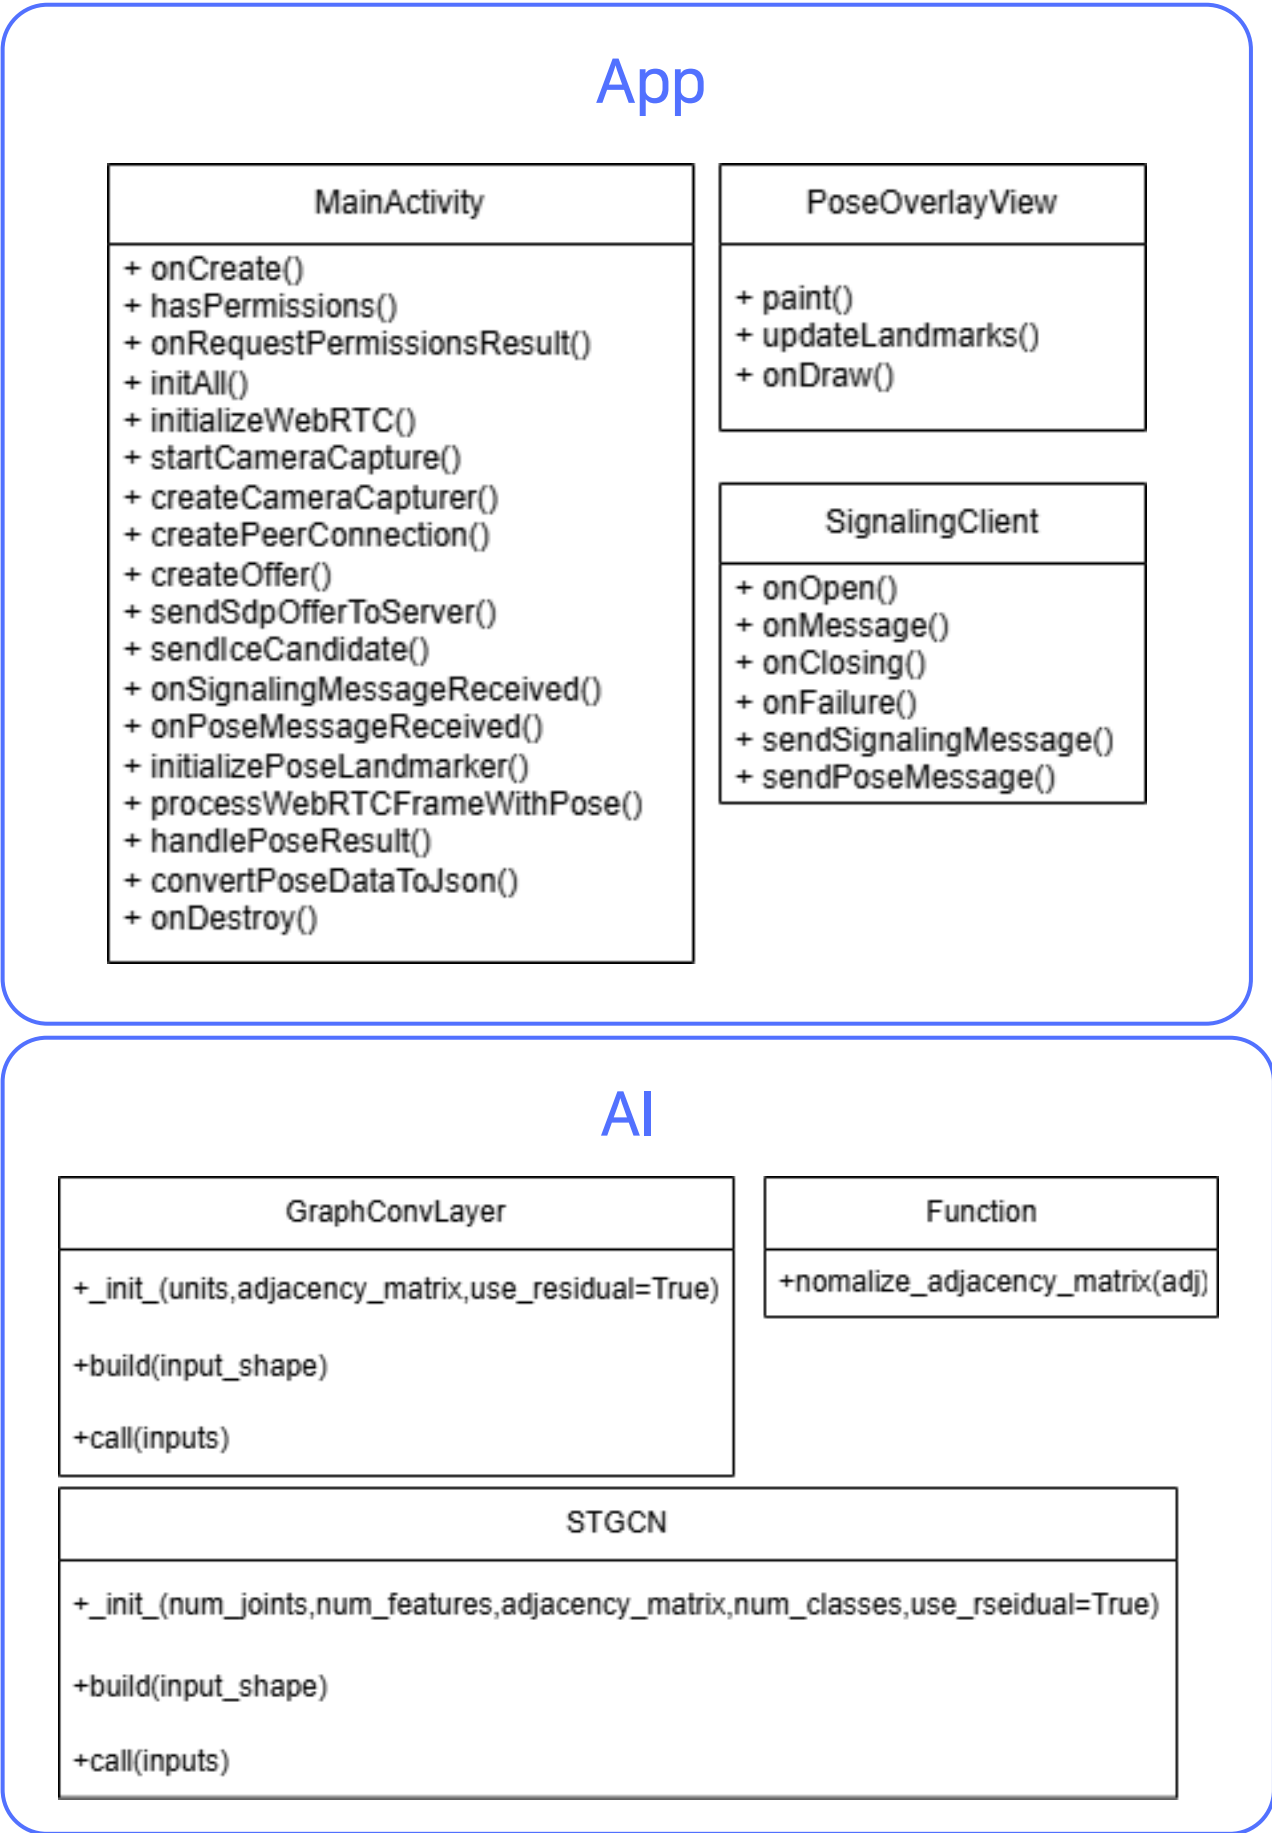 App
MainActivity
+ onCreate()
+ hasPermissions()
+ onRequestPermissionsResult()
+ initAll()
+ initializeWebRTC()
+ startCameraCapture()
+ createCameraCapturer()
+ createPeerConnection()
+ createOffer()
+ sendSdpOfferToServer()
+ sendIceCandidate()
+ onSignalingMessageReceived()
+ onPoseMessageReceived()
+ initializePoseLandmarker()
+ processWebRTCFrameWithPose()
+ handlePoseResult()
+ convertPoseDataToJson()
+ onDestroy()
PoseOverlayView
+ paint()
+ updateLandmarks()
+ onDraw()
SignalingClient
+ onOpen()
+ onMessage()
+ onClosing()
+ onFailure()
+ sendSignalingMessage()
+ sendPoseMessage()
AI
GraphConvLayer
+_init_(units,adjacency_matrix,use_residual=True)
+build(input_shape)
+call(inputs)
Function
+nomalize_adjacency_matrix(adj)
STGCN
+_init_(num_joints,num_features,adjacency_matrix,num_classes,use_rseidual=True)
+build(input_shape)
+call(inputs)